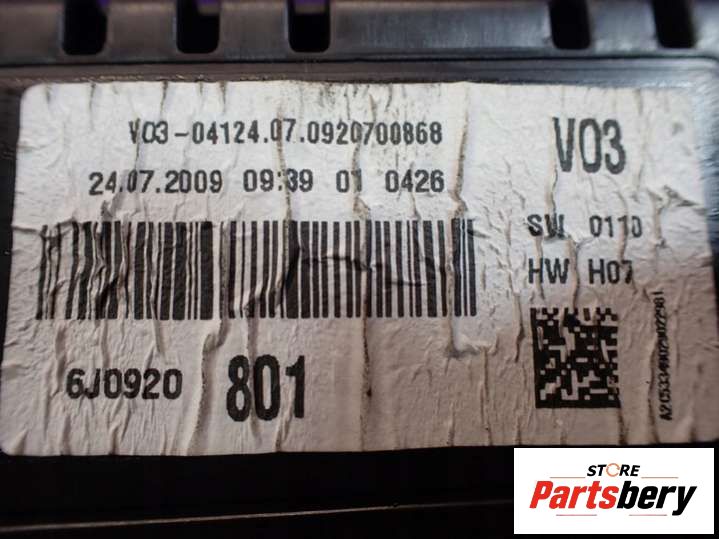 V03-04124.07.0920700868
V03
24.07.2009 09:39 01 0426
SW 0110
HW H07
6J0920 801
STORE
Partsbery